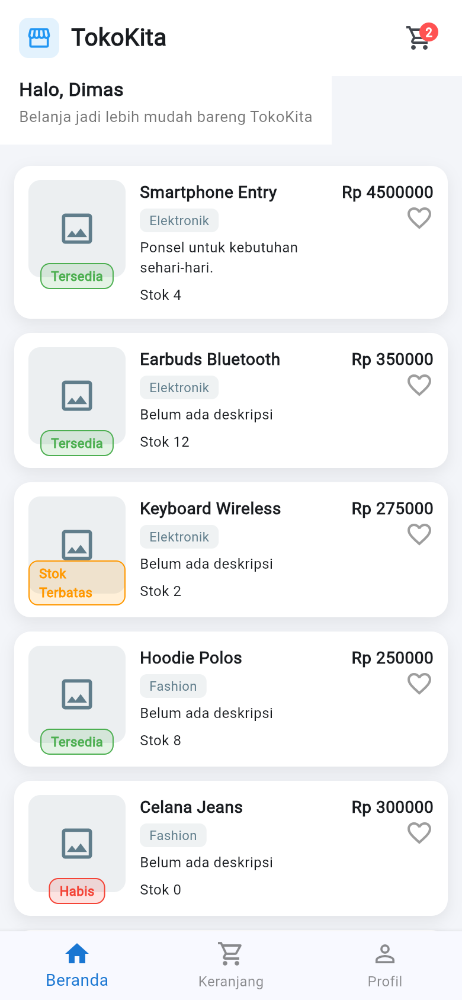 TokoKita
2
Halo, Dimas
Belanja jadi lebih mudah bareng TokoKita
Smartphone Entry
Rp 4500000
Elektronik
Ponsel untuk kebutuhan
sehari-hari.
Tersedia
Stok 4
Earbuds Bluetooth
Rp 350000
Elektronik
Belum ada deskripsi
Tersedia
Stok 12
Keyboard Wireless
Rp 275000
Elektronik
Belum ada deskripsi
Stok
Terbatas
Stok 2
Hoodie Polos
Rp 250000
Fashion
Belum ada deskripsi
Tersedia
Stok 8
Celana Jeans
Rp 300000
Fashion
Belum ada deskripsi
Habis
Stok 0
Beranda
Keranjang
Profil